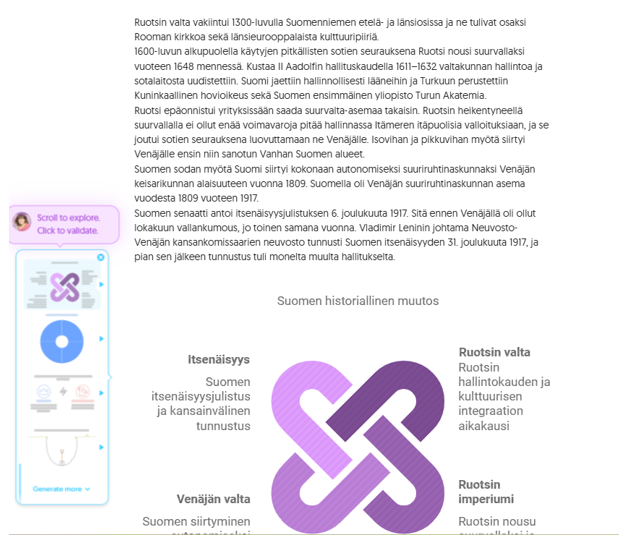 Ruotsin valta vakiintui 1300-luvulla Suomenniemen etelä- ja länsiosissa ja ne tulivat osaksi
Rooman kirkkoa sekä länsieurooppalaista kulttuuripiiriä.
1600-luvun alkupuolella käytyjen pitkällisten sotien seurauksena Ruotsi nousi suurvallaksi
vuoteen 1648 mennessä. Kustaa II Aadolfin hallituskaudella 1611–1632 valtakunnan hallintoa ja
sotalaitosta uudistettiin. Suomi jaettiin hallinnollisesti lääneihin ja Turkuun perustettiin
Kuninkaallinen hovioikeus sekä Suomen ensimmäinen yliopisto Turun Akatemia.
Ruotsi epäonnistui yrityksissään saada suurvalta-asemaa takaisin. Ruotsin heikentyneellä
suurvallalla ei ollut enää voimavaroja pitää hallinnassa Itämeren itäpuolisia valloituksiaan, ja se
joutui sotien seurauksena luovuttamaan ne Venäjälle. Isovihan ja pikkuvihan myötä siirtyi
Venäjälle ensin niin sanotun Vanhan Suomen alueet.
Suomen sodan myötä Suomi siirtyi kokonaan autonomiseksi suuriruhtinaskunnaksi Venäjän
keisarikunnan alaisuuteen vuonna 1809. Suomella oli Venäjän suuriruhtinaskunnan asema
vuodesta 1809 vuoteen 1917.
Suomen senaatti antoi itsenäisyysjulistuksen 6. joulukuuta 1917. Sitä ennen Venäjällä oli ollut
lokakuun vallankumous, jo toinen samana vuonna. Vladimir Leninin johtama Neuvosto-
Venäjän kansankomissaarien neuvosto tunnusti Suomen itsenäisyyden 31. joulukuuta 1917, ja
pian sen jälkeen tunnustus tuli monelta muulta hallitukselta.
Scroll to explore.
Click to validate.
Generate more
Suomen historiallinen muutos
Itsenäisyys
Suomen
itsenäisyysjulistus
ja kansainvälinen
tunnustus
Ruotsin valta
Ruotsin
hallintokauden ja
kulttuurisen
integraation
aikakausi
Venäjän valta
Suomen siirtyminen
Ruotsin
imperiumi
Ruotsin nousu